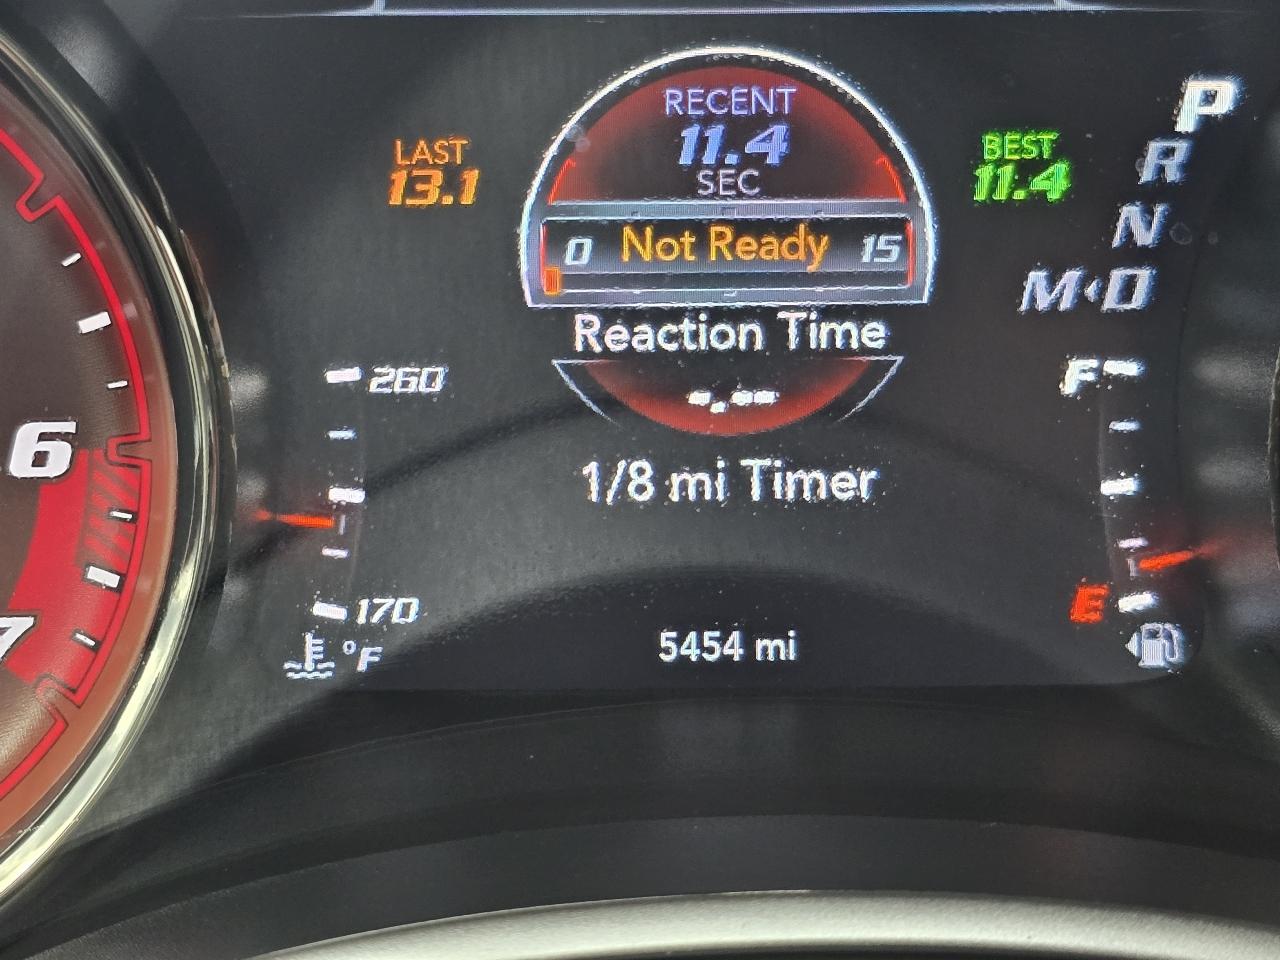 RECENT
11.4
SEC
LAST
13.1
BEST
11.4
0 Not Ready 15
Reaction Time
-.--
1/8 mi Timer
5454 mi
P
R
N
M D
260
170
°F
F
E
6
7